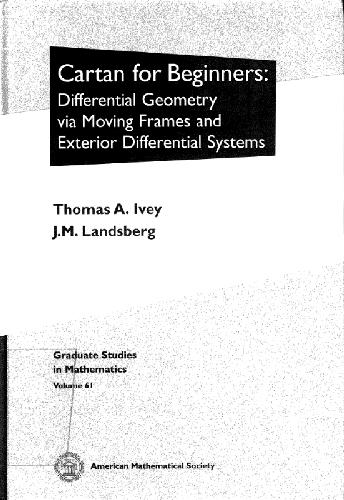 Cartan for Beginners:
Differential Geometry
via Moving Frames and
Exterior Differential Systems
Thomas A. Ivey
J.M. Landsberg
Graduate Studies
in Mathematics
Volume 61
American Mathematical Society